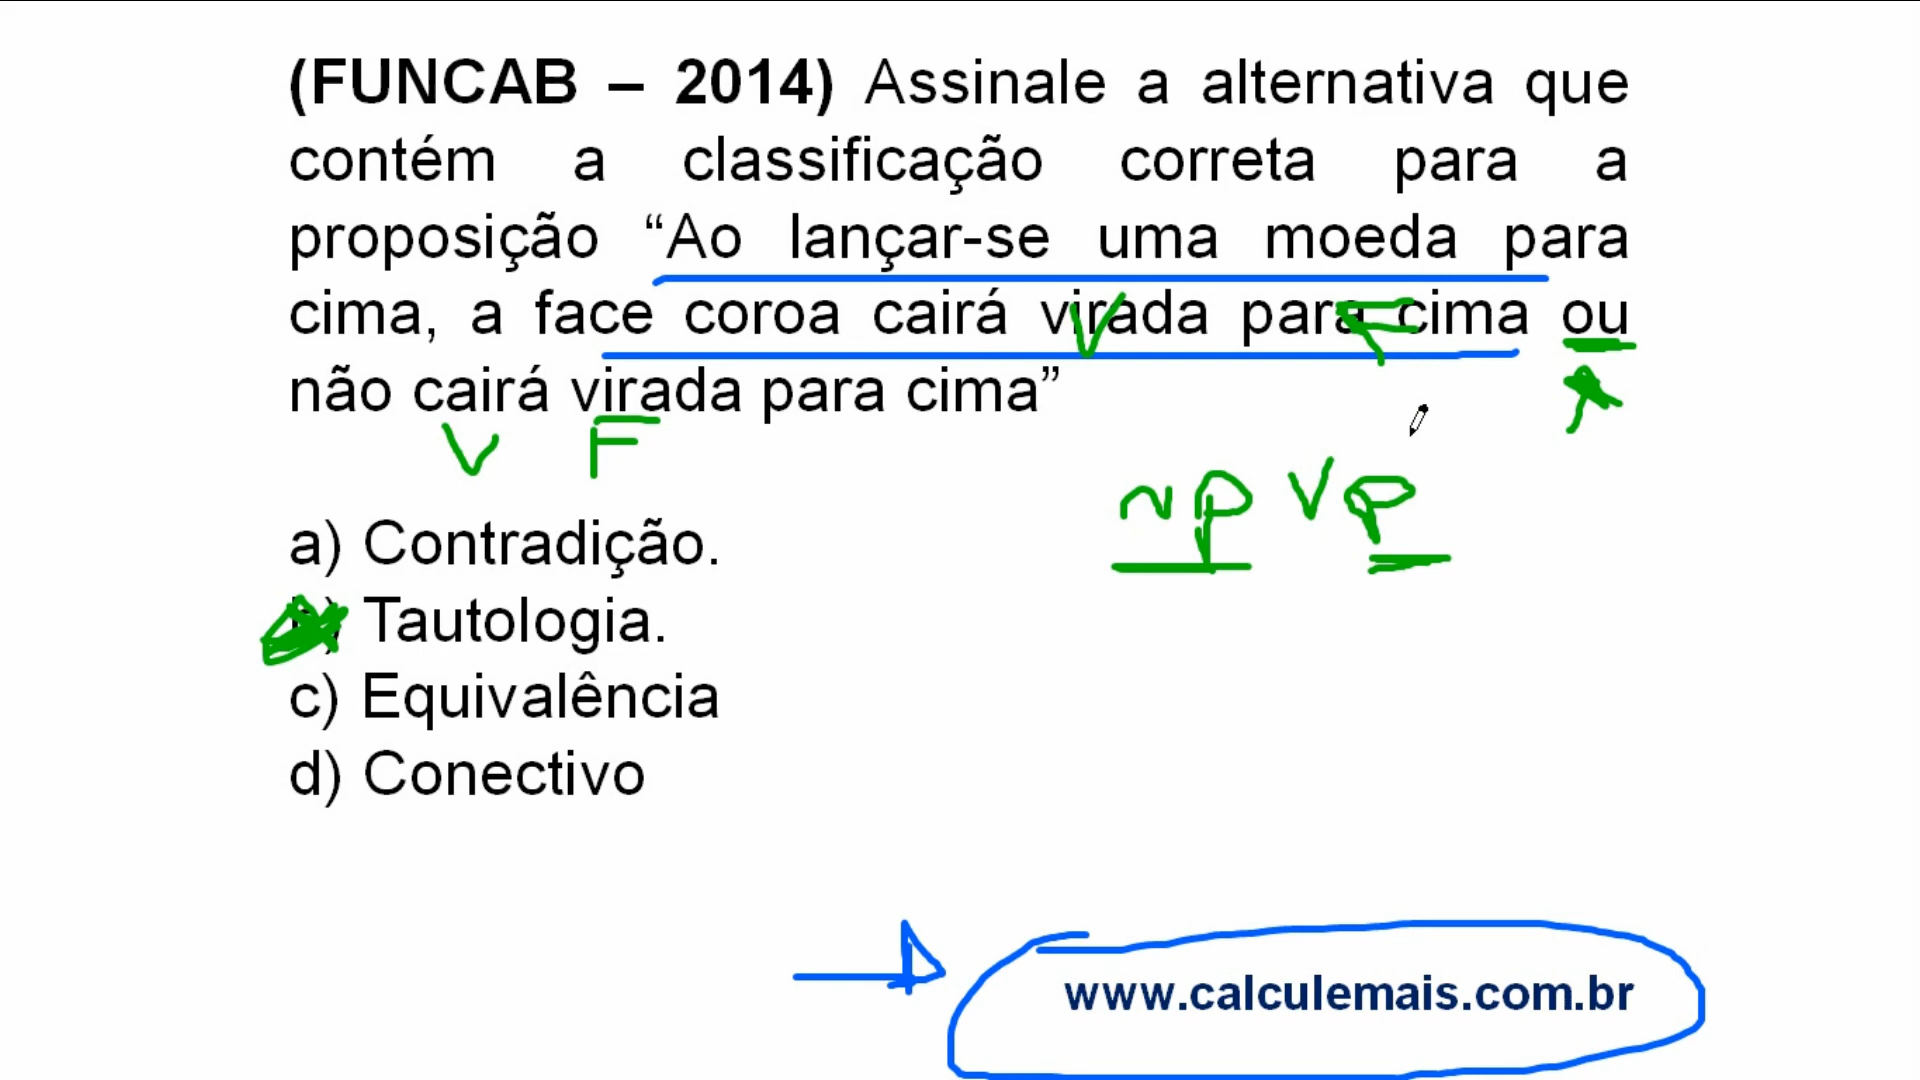 (FUNCAB – 2014) Assinale a alternativa que
contém a classificação correta para a
proposição “Ao lançar-se uma moeda para
cima, a face coroa cairá virada para cima ou
não cairá virada para cima”
V F
V F
~p V p
a) Contradição.
b) Tautologia.
c) Equivalência
d) Conectivo
www.calculemais.com.br